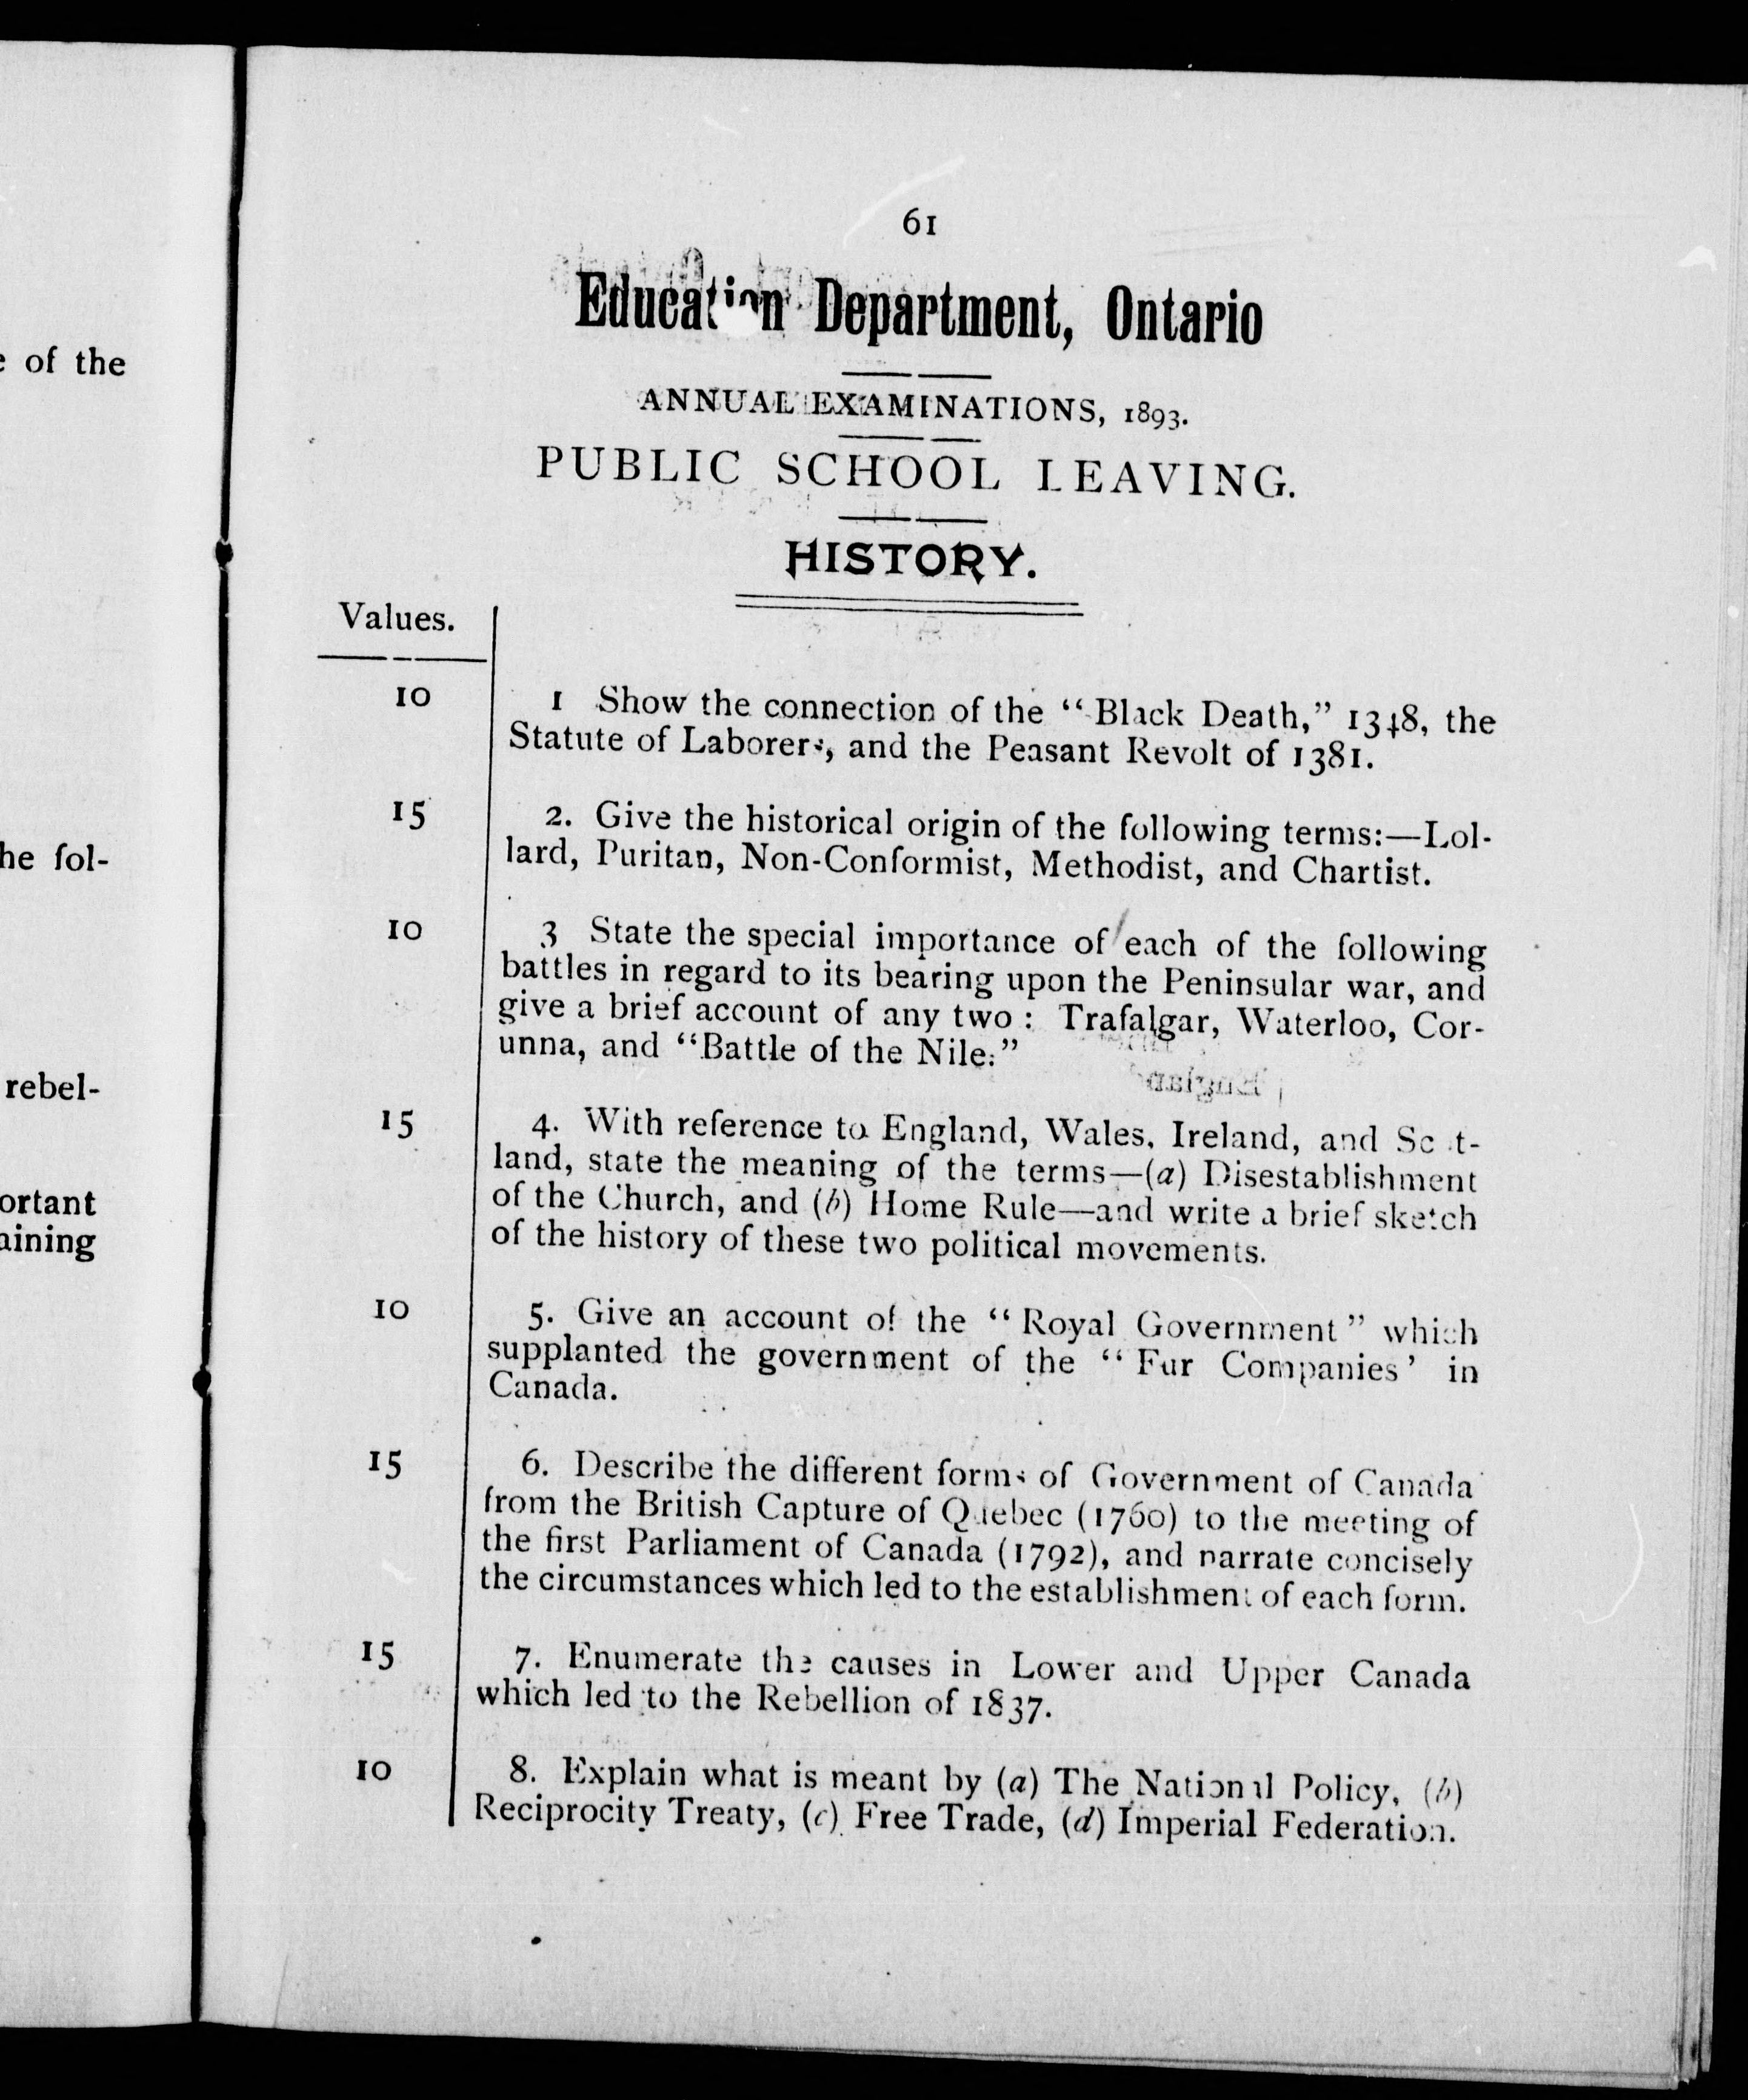 of the
he fol-
rebel-
ortant
aining
61
Education Department, Ontario
ANNUAL EXAMINATIONS, 1893.
PUBLIC SCHOOL LEAVING.
HISTORY.
Values.
10 1 Show the connection of the “Black Death,” 1348, the
Statute of Laborers, and the Peasant Revolt of 1381.
15 2. Give the historical origin of the following terms:—Lol-
lard, Puritan, Non-Conformist, Methodist, and Chartist.
10 3 State the special importance of each of the following
battles in regard to its bearing upon the Peninsular war, and
give a brief account of any two : Trafalgar, Waterloo, Cor-
unna, and “Battle of the Nile.”
15 4. With reference to England, Wales, Ireland, and Scot-
land, state the meaning of the terms—(a) Disestablishment
of the Church, and (b) Home Rule—and write a brief sketch
of the history of these two political movements.
10 5. Give an account of the “Royal Government” which
supplanted the government of the “Fur Companies’ in
Canada.
15 6. Describe the different forms of Government of Canada
from the British Capture of Quebec (1760) to the meeting of
the first Parliament of Canada (1792), and narrate concisely
the circumstances which led to the establishment of each form.
15 7. Enumerate the causes in Lower and Upper Canada
which led to the Rebellion of 1837.
10 8. Explain what is meant by (a) The National Policy, (b)
Reciprocity Treaty, (c) Free Trade, (d) Imperial Federation.